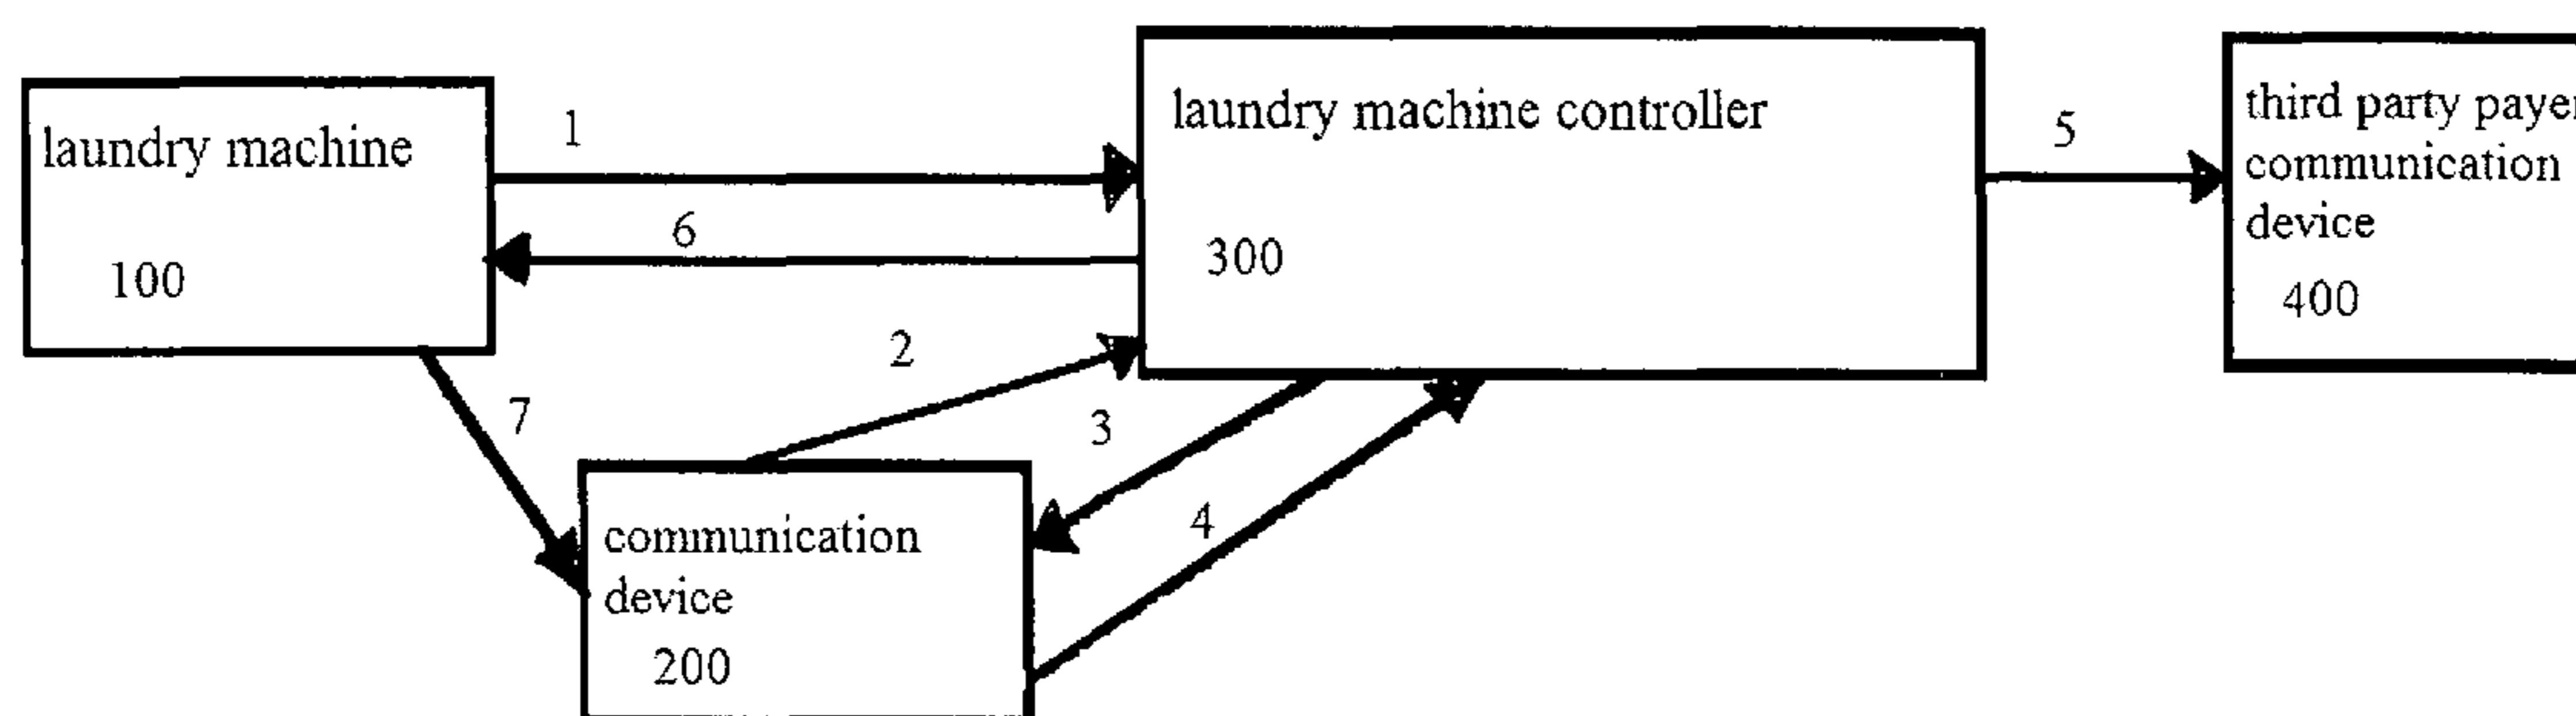 laundry machine
100
1
6
2
7
3
4
laundry machine controller
300
5
third party payer
communication
device
400
communication
device
200